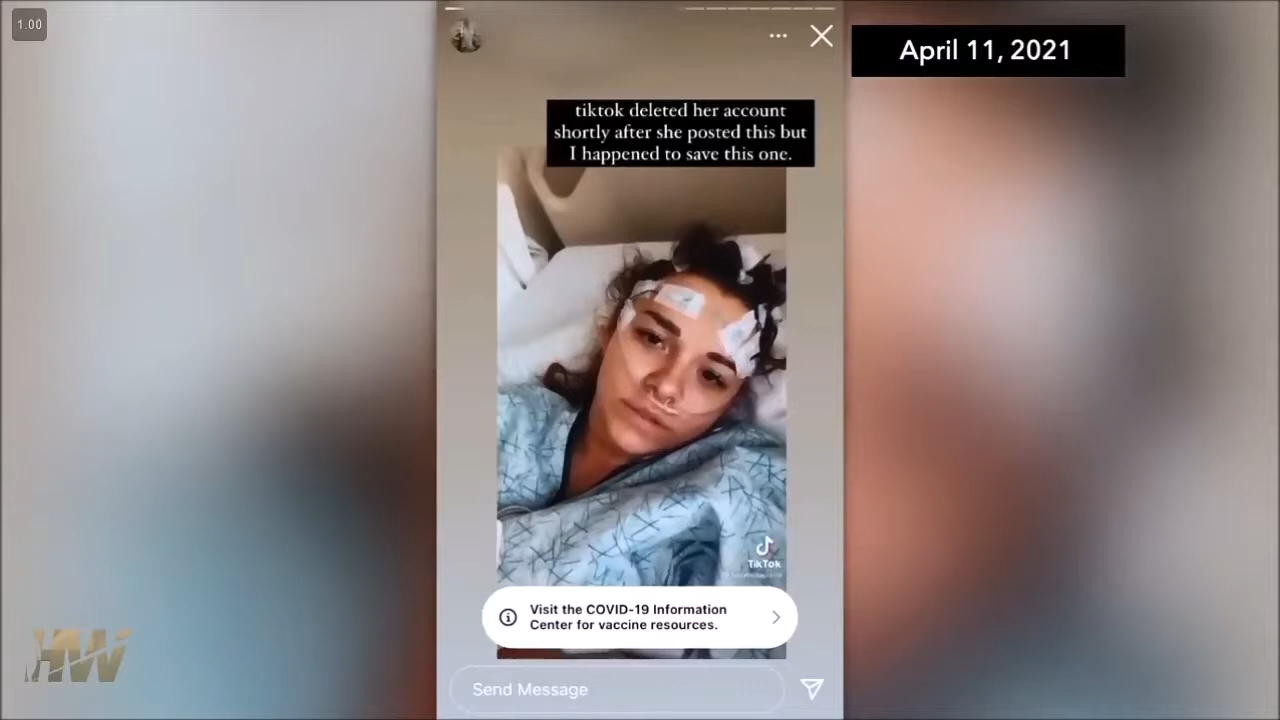 1.00
April 11, 2021
tiktok deleted her account
shortly after she posted this but
I happened to save this one.
TikTok
Visit the COVID-19 Information
Center for vaccine resources.
Send Message
HW